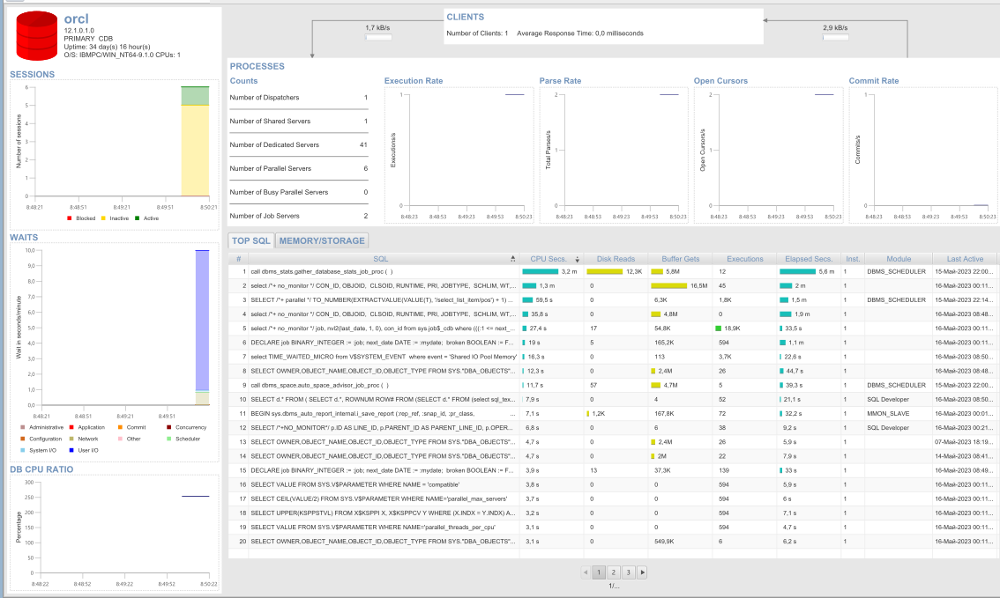 orcl
12.1.0.1.0
PRIMARY CDB
Uptime: 34 day(s) 16 hour(s)
O/S: IBMPC/WIN_NT64-9.1.0 CPUs: 1
SESSIONS
Number of sessions
6
5
4
3
2
1
0
8:48:21 8:48:51 8:49:21 8:49:51 8:50:21
Blocked Inactive Active
WAITS
Wait in seconds/minute
10,0
8,0
7,0
6,0
5,0
4,0
3,0
2,0
1,0
0,0
8:48:21 8:48:51 8:49:21 8:49:51
Administrative Application Commit Concurrency
Configuration Network Other Scheduler
System I/O User I/O
DB CPU RATIO
Percentage
300
250
200
150
100
50
0
8:48:22 8:48:52 8:49:22 8:49:52 8:50:22
1,7 kB/s
CLIENTS
Number of Clients: 1 Average Response Time: 0,0 milliseconds
2,9 kB/s
PROCESSES
Counts
Number of Dispatchers 1
Number of Shared Servers 1
Number of Dedicated Servers 41
Number of Parallel Servers 6
Number of Busy Parallel Servers 0
Number of Job Servers 2
Execution Rate
Executions/s
1
0
8:48:23 8:48:53 8:49:23 8:49:53 8:50:23
Parse Rate
Total Parses/s
2
1
0
8:48:23 8:48:53 8:49:23 8:49:53 8:50:23
Open Cursors
Open Cursors/s
2
1
0
8:48:23 8:48:53 8:49:23 8:49:53 8:50:23
Commit Rate
Commits/s
1
0
8:48:23 8:48:53 8:49:23 8:49:53 8:50:23
TOP SQL MEMORY/STORAGE
# SQL CPU Secs. Disk Reads Buffer Gets Executions Elapsed Secs. Inst. Module Last Active
1 call dbms_stats.gather_database_stats_job_proc ( ) 3,2 m 12,3K 5,8M 12 5,6 m 1 DBMS_SCHEDULER 15-Май-2023 22:00...
2 select /*+ no_monitor */ CON_ID, OBJOID, CLSOID, RUNTIME, PRI, JOBTYPE, SCHLIM, WT,... 1,3 m 0 16,5M 45 2 m 1 16-Май-2023 00:11...
3 SELECT /*+ parallel */ TO_NUMBER(EXTRACTVALUE(VALUE(T), '/select_list_item/pos') + 1) ... 59,5 s 0 6,3K 1,8K 1,5 m 1 15-Май-2023 22:14...
4 select /*+ no_monitor */ CON_ID, OBJOID, CLSOID, RUNTIME, PRI, JOBTYPE, SCHLIM, WT,... 35,8 s 0 4,8M 0 1,9 m 1 16-Май-2023 08:48...
5 select /*+ no_monitor */ job, nvl2(last_date, 1, 0), con_id from sys.job$_cdb where (((:1 <= next_... 27,4 s 17 54,8K 18,9K 33,5 s 1 16-Май-2023 00:11...
6 DECLARE job BINARY_INTEGER := :job; next_date DATE := :mydate; broken BOOLEAN := F... 19 s 5 165,2K 594 1,1 m 1 16-Май-2023 00:11...
7 select TIME_WAITED_MICRO from V$SYSTEM_EVENT where event = 'Shared IO Pool Memory' 16,3 s 0 113 3,7K 22,6 s 1 16-Май-2023 08:50...
8 SELECT OWNER,OBJECT_NAME,OBJECT_ID,OBJECT_TYPE FROM SYS."DBA_OBJECTS"... 12,3 s 0 2,4M 26 44,7 s 1 16-Май-2023 08:48...
9 call dbms_space.auto_space_advisor_job_proc ( ) 11,7 s 57 4,7M 5 39,3 s 1 DBMS_SCHEDULER 15-Май-2023 22:00...
10 SELECT d.* FROM ( SELECT d.*, ROWNUM ROW# FROM (SELECT d.* FROM (select sql_tex... 7,9 s 0 4 52 21,1 s 1 SQL Developer 16-Май-2023 08:50...
11 BEGIN sys.dbms_auto_report_internal.i_save_report (:rep_ref, :snap_id, :pr_class, ... 7,1 s 1,2K 167,8K 72 32,2 s 1 MMON_SLAVE 16-Май-2023 00:01...
12 SELECT /*+NO_MONITOR*/ p.ID AS LINE_ID, p.PARENT_ID AS PARENT_LINE_ID, p.OPER... 6,8 s 0 6 38 9,2 s 1 SQL Developer 16-Май-2023 00:21...
13 SELECT OWNER,OBJECT_NAME,OBJECT_ID,OBJECT_TYPE FROM SYS."DBA_OBJECTS"... 4,7 s 0 2,4M 26 5,9 s 1 07-Май-2023 18:19...
14 SELECT OWNER,OBJECT_NAME,OBJECT_ID,OBJECT_TYPE FROM SYS."DBA_OBJECTS"... 4,7 s 0 2M 22 7,9 s 1 14-Май-2023 08:41...
15 DECLARE job BINARY_INTEGER := :job; next_date DATE := :mydate; broken BOOLEAN := F... 3,9 s 13 37,3K 139 33 s 1 16-Май-2023 08:49...
16 SELECT VALUE FROM SYS.V$PARAMETER WHERE NAME = 'compatible' 3,8 s 0 0 594 5,9 s 1 16-Май-2023 00:11...
17 SELECT CEIL(VALUE/2) FROM SYS.V$PARAMETER WHERE NAME='parallel_max_servers' 3,7 s 0 0 594 6 s 1 16-Май-2023 00:11...
18 SELECT UPPER(KSPPSTVL) FROM X$KSPPI X, X$KSPPCV Y WHERE (X.INDX = Y.INDX) A... 3,2 s 0 0 594 7,1 s 1 16-Май-2023 00:11...
19 SELECT VALUE FROM SYS.V$PARAMETER WHERE NAME='parallel_threads_per_cpu' 3,1 s 0 0 594 4,7 s 1 16-Май-2023 00:11...
20 SELECT OWNER,OBJECT_NAME,OBJECT_ID,OBJECT_TYPE FROM SYS."DBA_OBJECTS"... 3,1 s 0 549,9K 6 6,2 s 1 16-Май-2023 00:11...
1 2 3
1/...